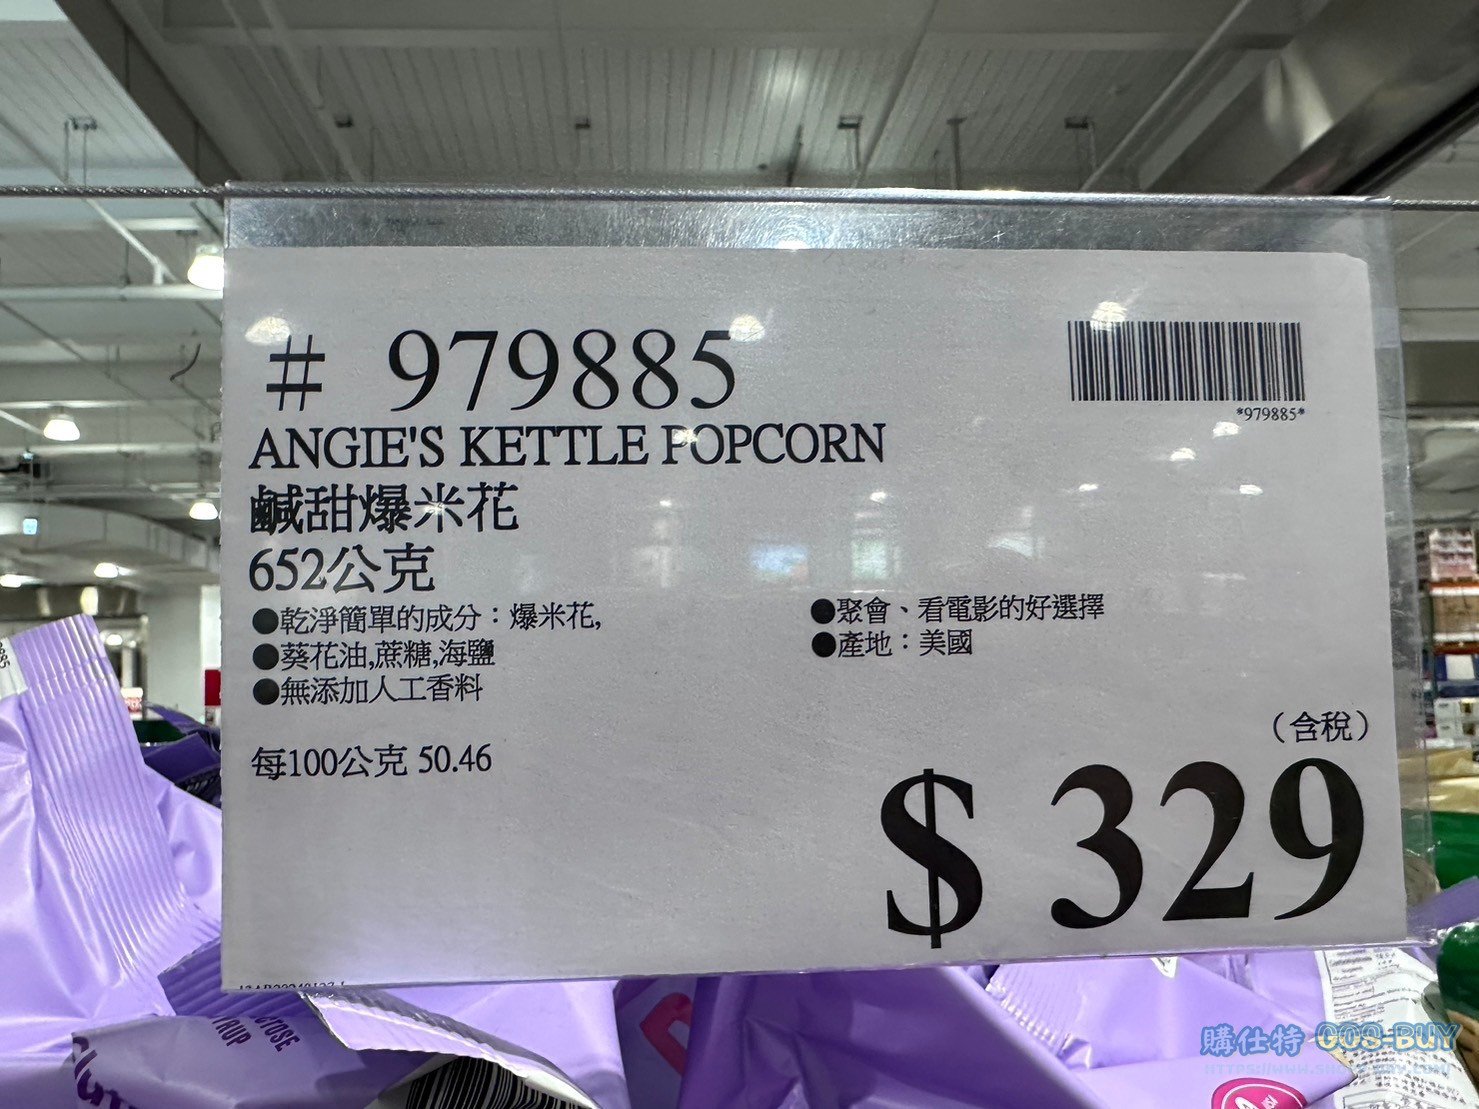 # 979885
*979885*
ANGIE'S KETTLE POPCORN
鹹甜爆米花
652公克
●乾淨簡單的成分：爆米花,
●葵花油,蔗糖,海鹽
●無添加人工香料
●聚會、看電影的好選擇
●產地：美國
每100公克 50.46
（含稅）
$ 329
購仕特 COS-BUY